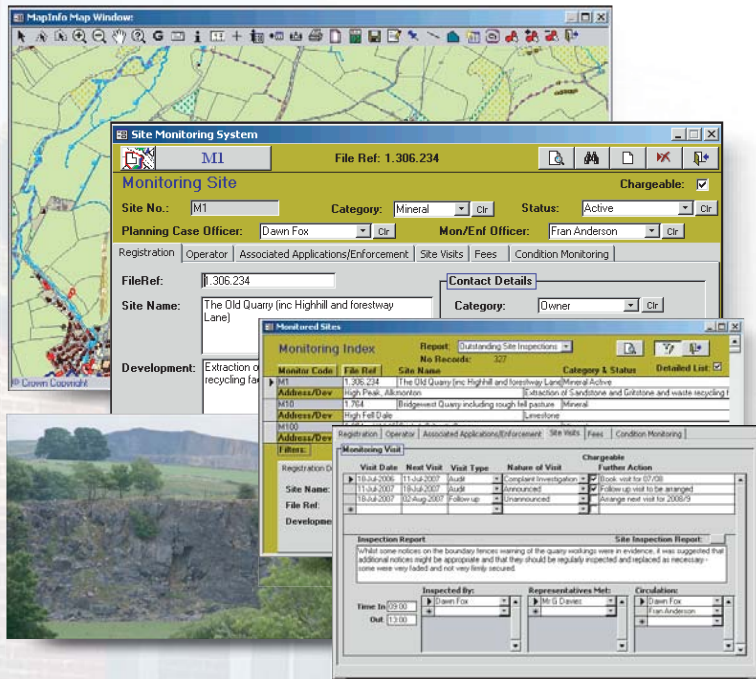 MapInfo Map Window:
© Crown Copyright
Site Monitoring System
M1
File Ref: 1.306.234
Monitoring Site
Chargeable:
Site No.: M1 Category: Mineral Clr Status: Active Clr
Planning Case Officer: Dawn Fox Clr Mon/Enf Officer: Fran Anderson Clr
Registration Operator Associated Applications/Enforcement Site Visits Fees Condition Monitoring
FileRef: 1.306.234
Contact Details
Site Name: The Old Quarry (inc Highhill and forestway
Lane)
Category: Owner Clr
Development: Extraction o
recycling fac
Monitored Sites
Monitoring Index
Report: Outstanding Site Inspections
No Records: 327
Monitor Code File Ref Site Name Category & Status Detailed List:
M1 1.306.234 The Old Quarry (inc Highhill and forestway Lane Mineral Active
Address/Dev High Peak, Alkmonton Extraction of Sandstone and Gritstone and waste recycling f
M10 1.764 Bridgewest Quarry including rough fell pasture Mineral
Address/Dev High Fell Dale Limestone
M100
Address/Dev
Filters:
Registration D
Site Name:
File Ref:
Developme
Registration Operator Associated Applications/Enforcement Site Visits Fees Condition Monitoring
Monitoring Visit
Chargeable
Visit Date Next Visit Visit Type Nature of Visit Further Action
18-Jul-2006 11-Jul-2007 Audit Complaint Investigation Book visit for 07/08
11-Jul-2007 18-Jul-2007 Audit Announced Follow up visit to be arranged
18-Jul-2007 02-Aug-2007 Follow up Unannounced Arrange next visit for 2008/9
Inspection Report
Site Inspection Report:
Whilst some notices on the boundary fences warning of the quary workings were in evidence, it was suggested that
additional notices might be appropriate and that they should be regularly inspected and replaced as necessary -
some were very faded and not very firmly secured.
Inspected By: Representatives Met: Circulation:
Time In 09:00 Dawn Fox Mr G Davies Dawn Fox
Fran Anderson
Out: 13:00